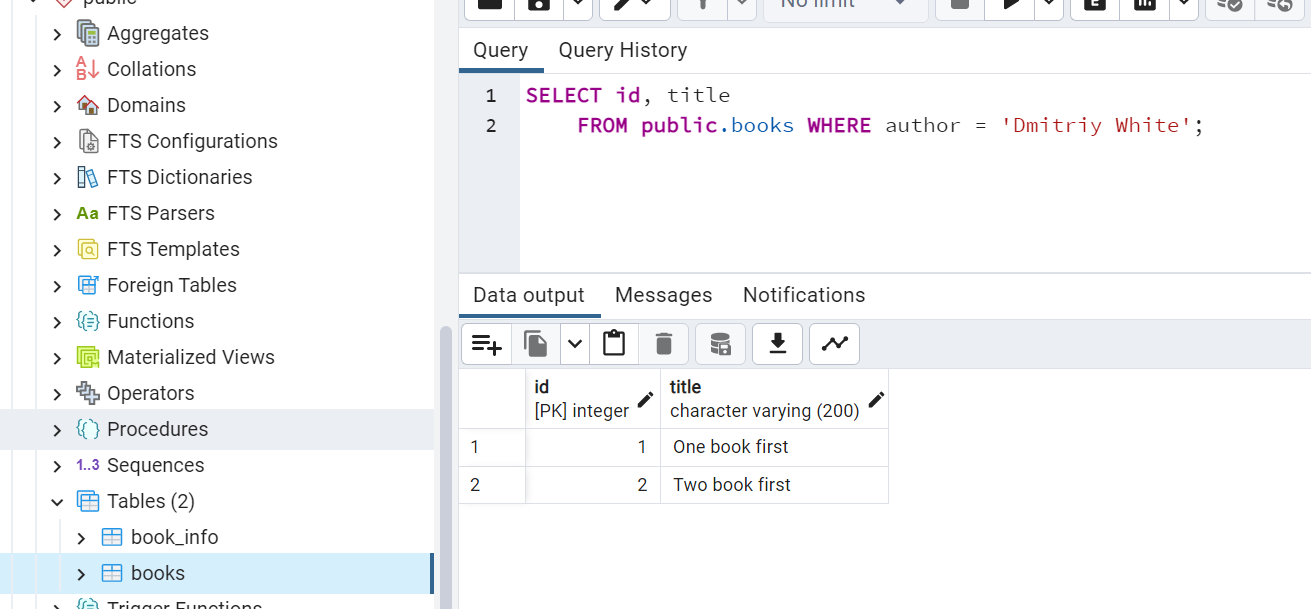 public
Aggregates
Collations
Domains
FTS Configurations
FTS Dictionaries
Aa FTS Parsers
FTS Templates
Foreign Tables
Functions
Materialized Views
Operators
Procedures
1..3 Sequences
Tables (2)
book_info
books
Trigger Functions
No limit
Query Query History
1 SELECT id, title
2 FROM public.books WHERE author = 'Dmitriy White';
Data output Messages Notifications
id title
[PK] integer character varying (200)
1 1 One book first
2 2 Two book first